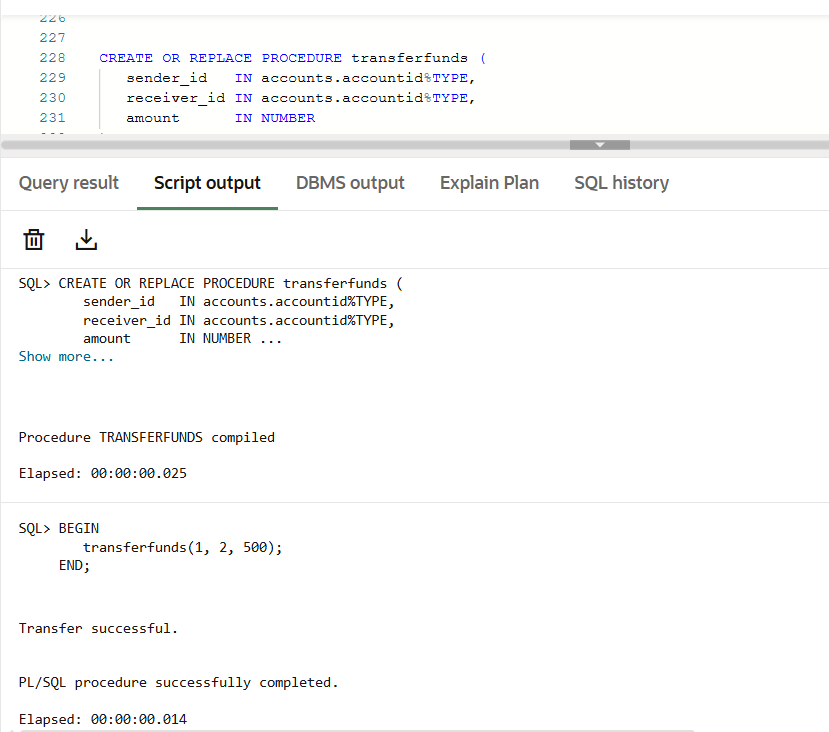 226
227
228 CREATE OR REPLACE PROCEDURE transferfunds (
229 sender_id IN accounts.accountid%TYPE,
230 receiver_id IN accounts.accountid%TYPE,
231 amount IN NUMBER
Query result Script output DBMS output Explain Plan SQL history
SQL> CREATE OR REPLACE PROCEDURE transferfunds (
sender_id IN accounts.accountid%TYPE,
receiver_id IN accounts.accountid%TYPE,
amount IN NUMBER ...
Show more...
Procedure TRANSFERFUNDS compiled
Elapsed: 00:00:00.025
SQL> BEGIN
transferfunds(1, 2, 500);
END;
Transfer successful.
PL/SQL procedure successfully completed.
Elapsed: 00:00:00.014